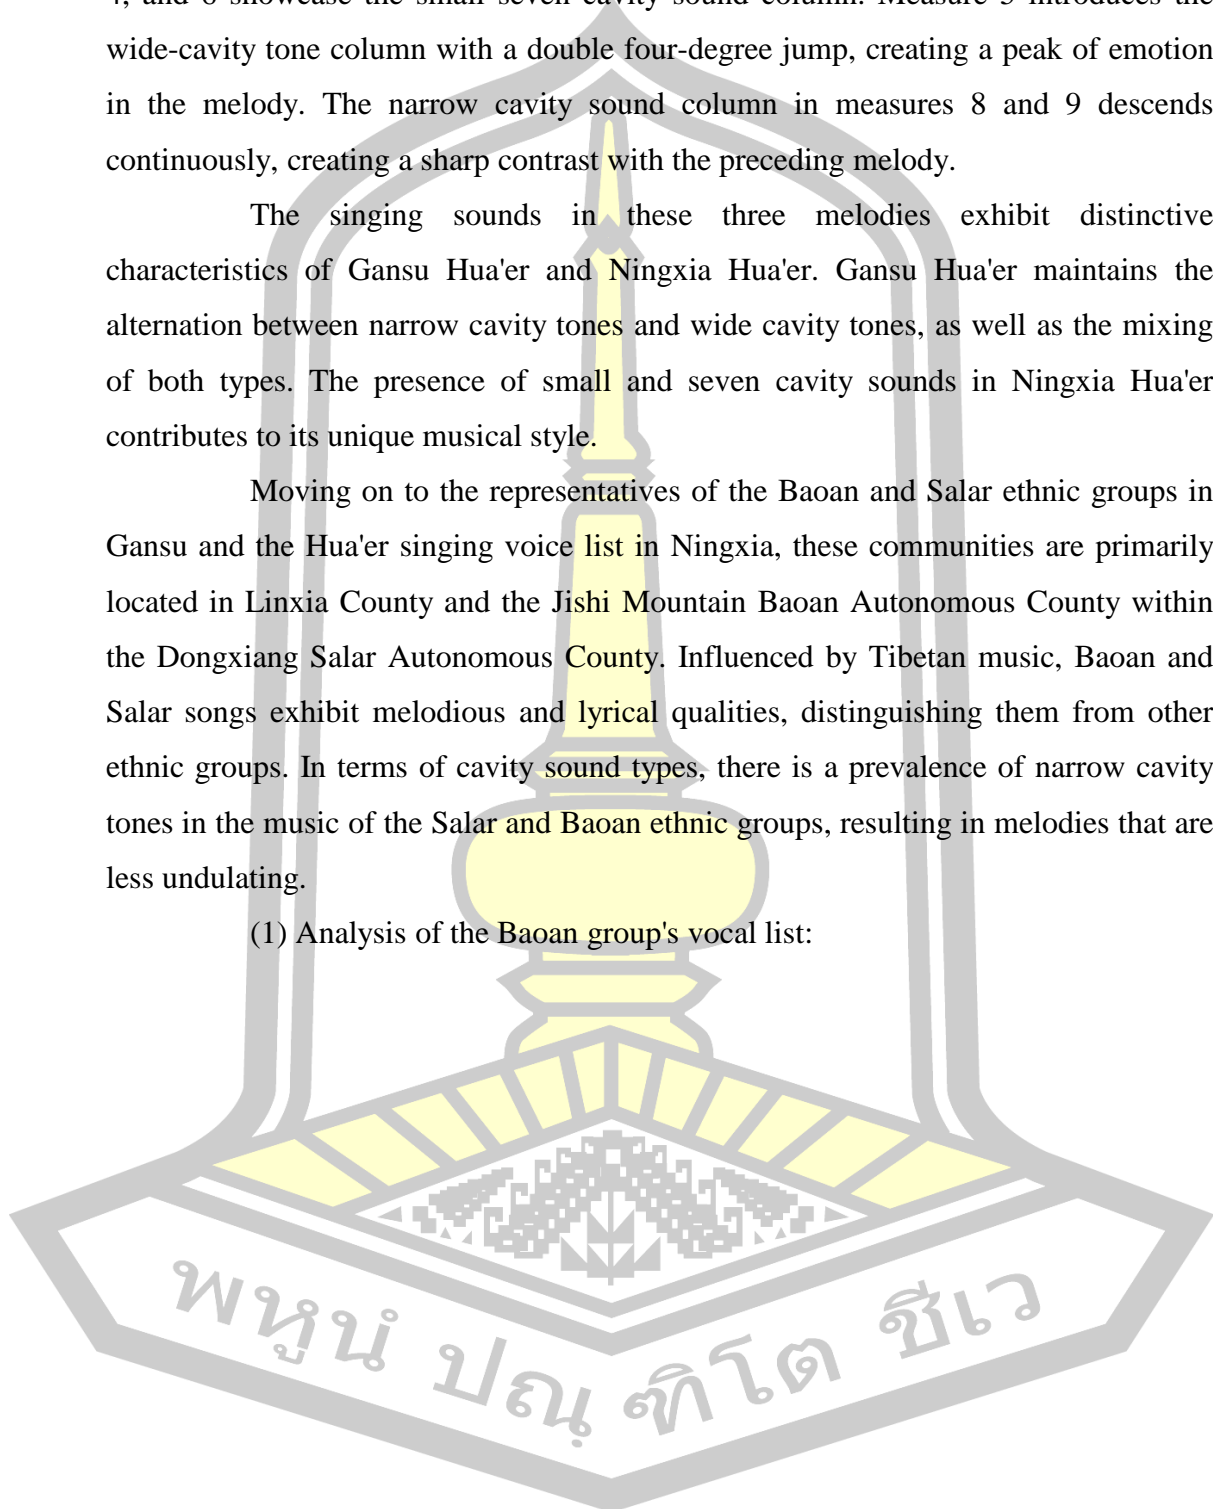 4, and 6 showcase the small seven cavity sound column. Measure 5 introduces the
wide-cavity tone column with a double four-degree jump, creating a peak of emotion
in the melody. The narrow cavity sound column in measures 8 and 9 descends
continuously, creating a sharp contrast with the preceding melody.
The singing sounds in these three melodies exhibit distinctive
characteristics of Gansu Hua'er and Ningxia Hua'er. Gansu Hua'er maintains the
alternation between narrow cavity tones and wide cavity tones, as well as the mixing
of both types. The presence of small and seven cavity sounds in Ningxia Hua'er
contributes to its unique musical style.
Moving on to the representatives of the Baoan and Salar ethnic groups in
Gansu and the Hua'er singing voice list in Ningxia, these communities are primarily
located in Linxia County and the Jishi Mountain Baoan Autonomous County within
the Dongxiang Salar Autonomous County. Influenced by Tibetan music, Baoan and
Salar songs exhibit melodious and lyrical qualities, distinguishing them from other
ethnic groups. In terms of cavity sound types, there is a prevalence of narrow cavity
tones in the music of the Salar and Baoan ethnic groups, resulting in melodies that are
less undulating.
(1) Analysis of the Baoan group's vocal list:
พหูนํ ปณฺฑิโต ชีเว